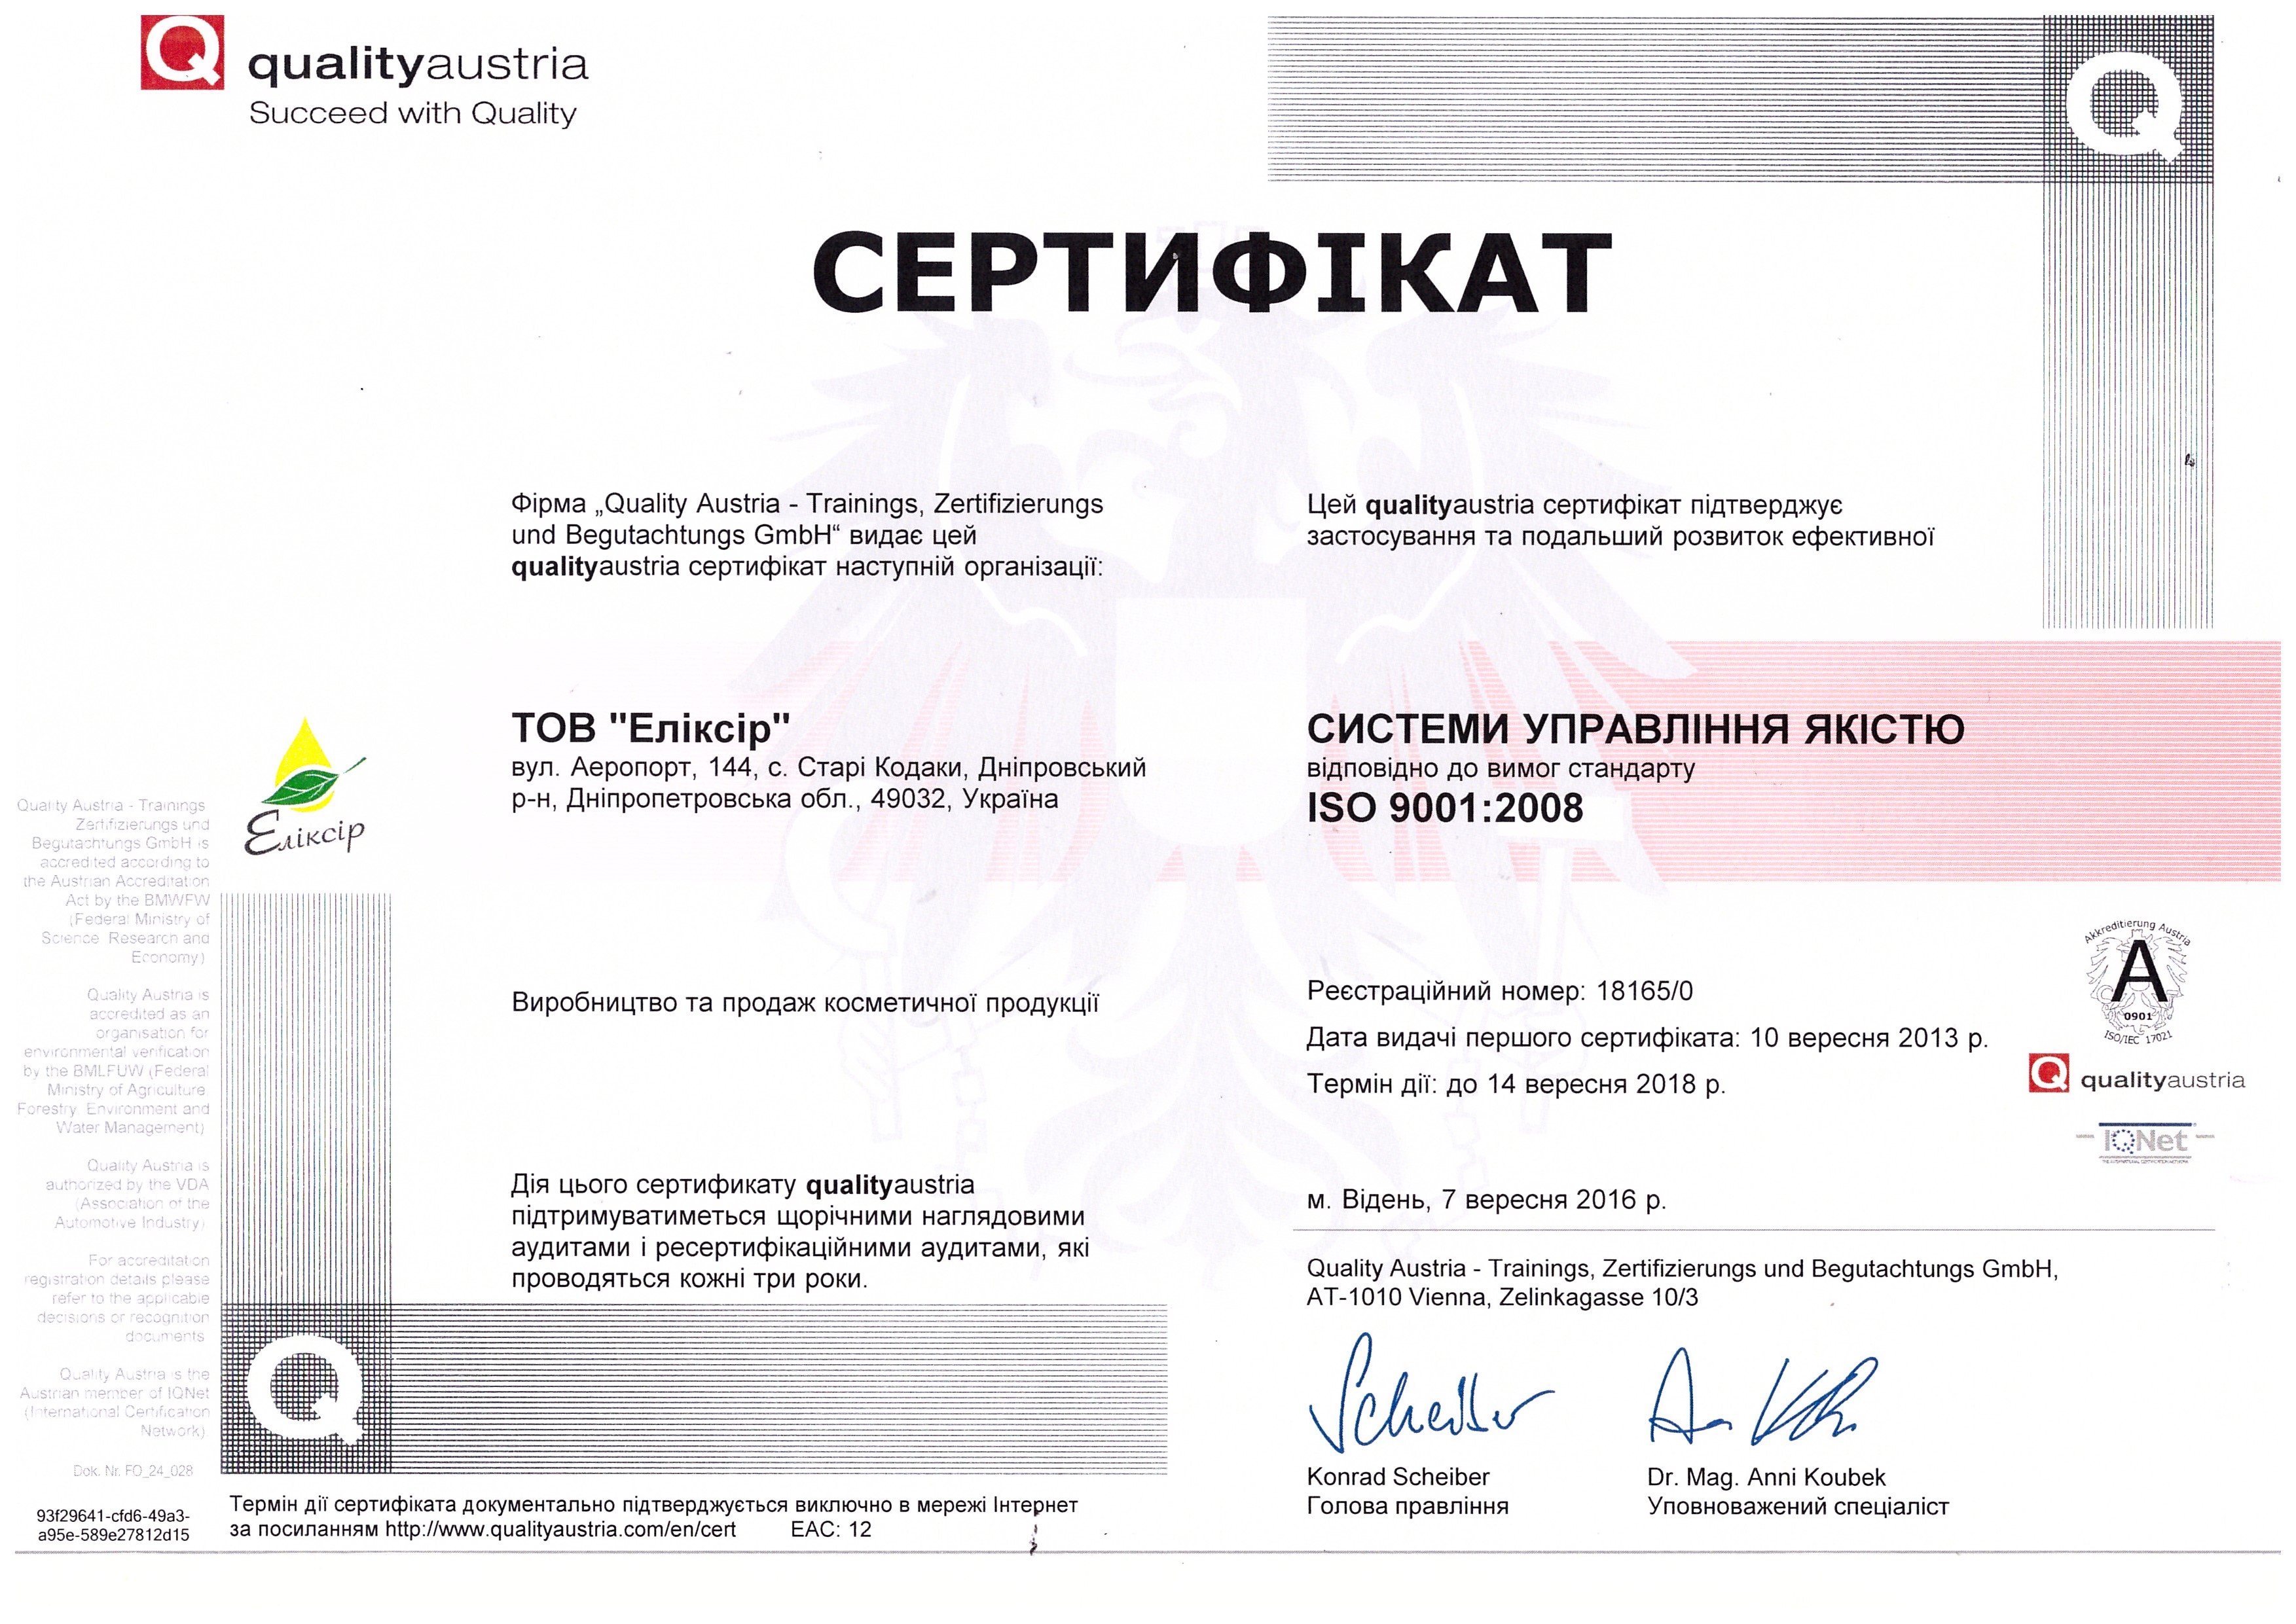 qualityaustria
Succeed with Quality
СЕРТИФІКАТ
Фірма „Quality Austria - Trainings, Zertifizierungs
und Begutachtungs GmbH“ видає цей
qualityaustria сертифікат наступній організації:
Цей qualityaustria сертифікат підтверджує
застосування та подальший розвиток ефективної
Еліксір
ТОВ "Еліксір"
вул. Аеропорт, 144, с. Старі Кодаки, Дніпровський
р-н, Дніпропетровська обл., 49032, Україна
СИСТЕМИ УПРАВЛІННЯ ЯКІСТЮ
відповідно до вимог стандарту
ISO 9001:2008
Quality Austria - Trainings
Zertifizierungs und
Begutachtungs GmbH is
accredited according to
the Austrian Accreditation
Act by the BMWFW
(Federal Ministry of
Science Research and
Economy)
Quality Austria is
accredited as an
organisation for
environmental verification
by the BMLFUW (Federal
Ministry of Agriculture
Forestry Environment and
Water Management)
Quality Austria is
authorized by the VDA
(Association of the
Automotive Industry)
For accreditation
registration details please
refer to the applicable
decisions or recognition
documents
Quality Austria is the
Austrian member of IQNet
(International Certification
Network)
Dok. Nr. FO_24_028
93f29641-cfd6-49a3-
a95e-589e27812d15
Виробництво та продаж косметичної продукції
Реєстраційний номер: 18165/0
Дата видачі першого сертифіката: 10 вересня 2013 р.
Термін дії: до 14 вересня 2018 р.
Akkreditierung Austria
A
0901
ISO/IEC 17021
qualityaustria
IQNet
THE INTERNATIONAL CERTIFICATION NETWORK
Дія цього сертификату qualityaustria
підтримуватиметься щорічними наглядовими
аудитами і ресертифікаційними аудитами, які
проводяться кожні три роки.
м. Відень, 7 вересня 2016 р.
Quality Austria - Trainings, Zertifizierungs und Begutachtungs GmbH,
AT-1010 Vienna, Zelinkagasse 10/3
Scheiber
Konrad Scheiber
Голова правління
Dr. Mag. Anni Koubek
Уповноважений спеціаліст
Термін дії сертифіката документально підтверджується виключно в мережі Інтернет
за посиланням http://www.qualityaustria.com/en/cert EAC: 12